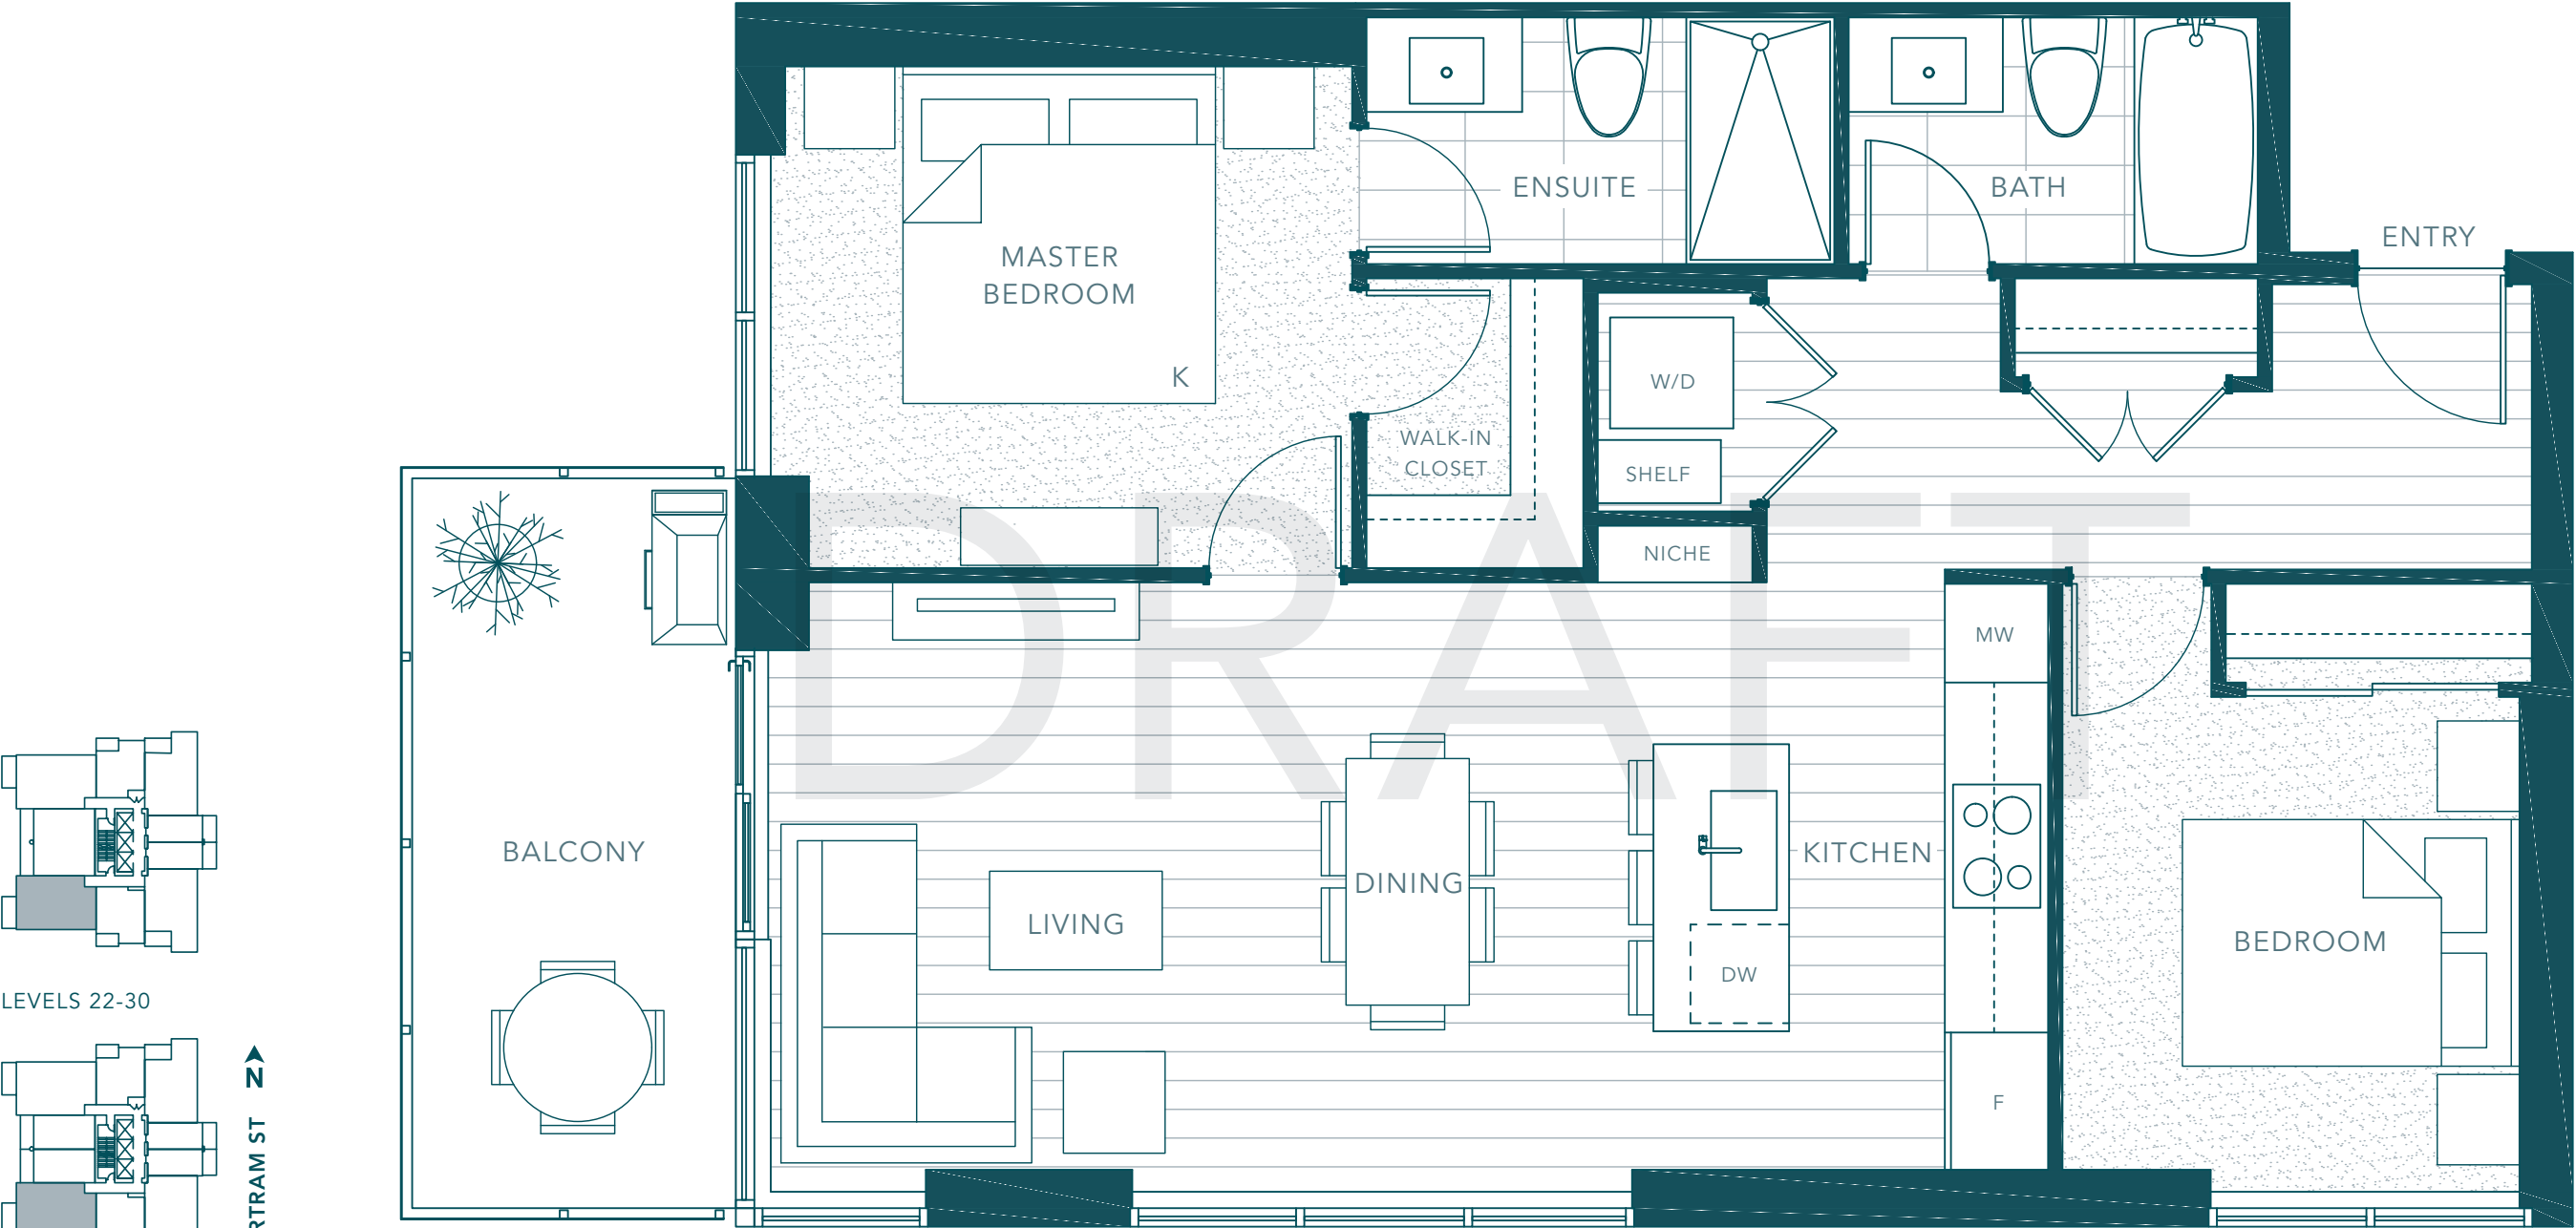 ENSUITE
BATH
ENTRY
MASTER
BEDROOM
K
W/D
WALK-IN
CLOSET
SHELF
NICHE
DRAFT
MW
BALCONY
KITCHEN
DINING
LIVING
BEDROOM
DW
LEVELS 22-30
F
N
RTRAM ST